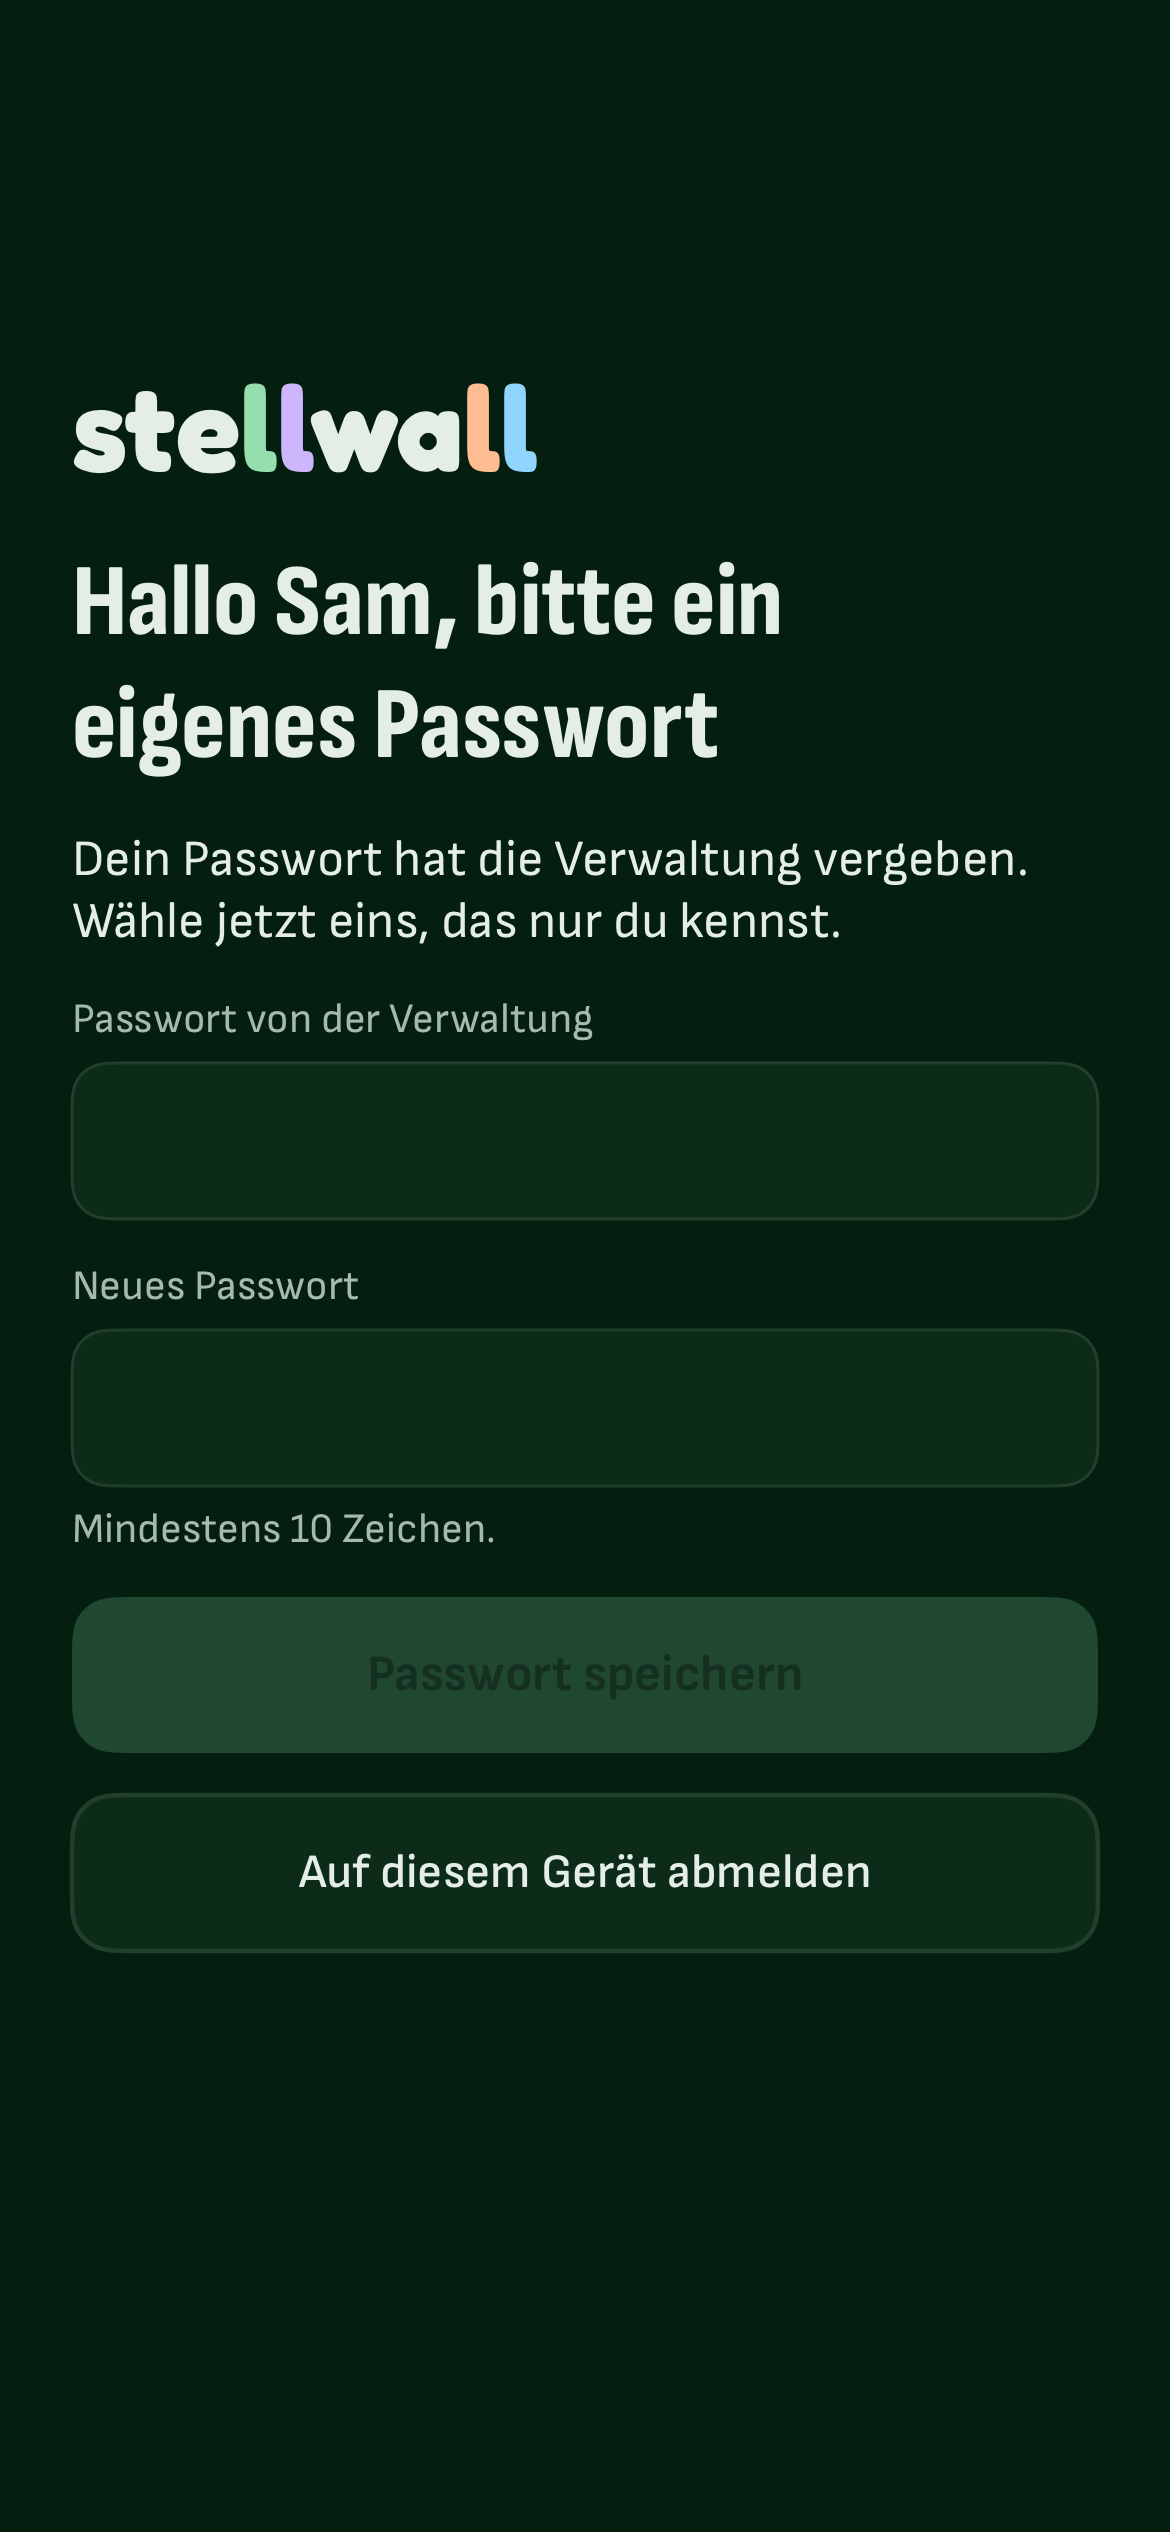 stellwall
Hallo Sam, bitte ein
eigenes Passwort
Dein Passwort hat die Verwaltung vergeben.
Wähle jetzt eins, das nur du kennst.
Passwort von der Verwaltung
Neues Passwort
Mindestens 10 Zeichen.
Passwort speichern
Auf diesem Gerät abmelden